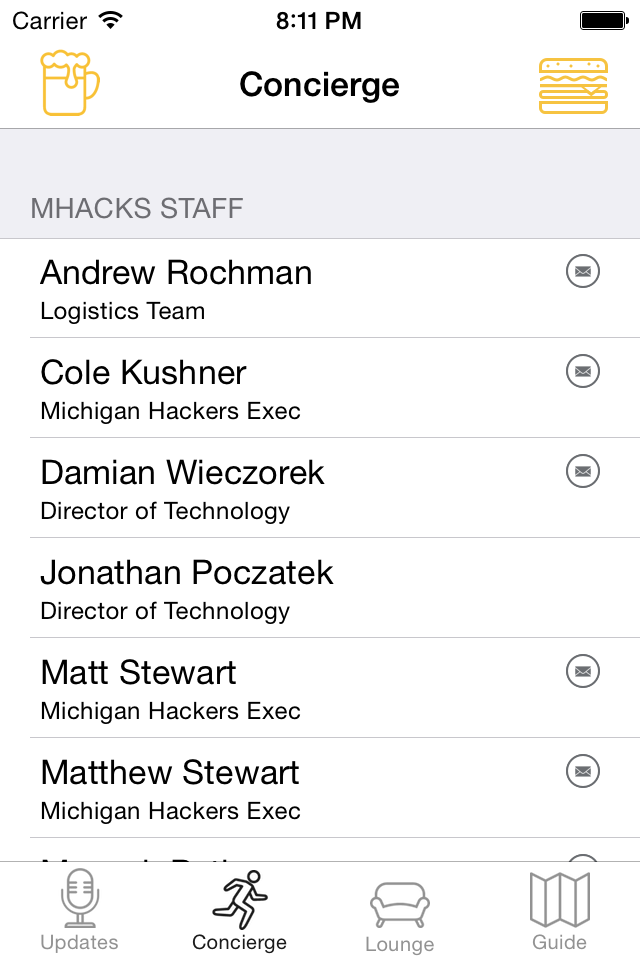 Carrier 8:11 PM
Concierge
MHACKS STAFF
Andrew Rochman
Logistics Team
Cole Kushner
Michigan Hackers Exec
Damian Wieczorek
Director of Technology
Jonathan Poczatek
Director of Technology
Matt Stewart
Michigan Hackers Exec
Matthew Stewart
Michigan Hackers Exec
Updates Concierge Lounge Guide